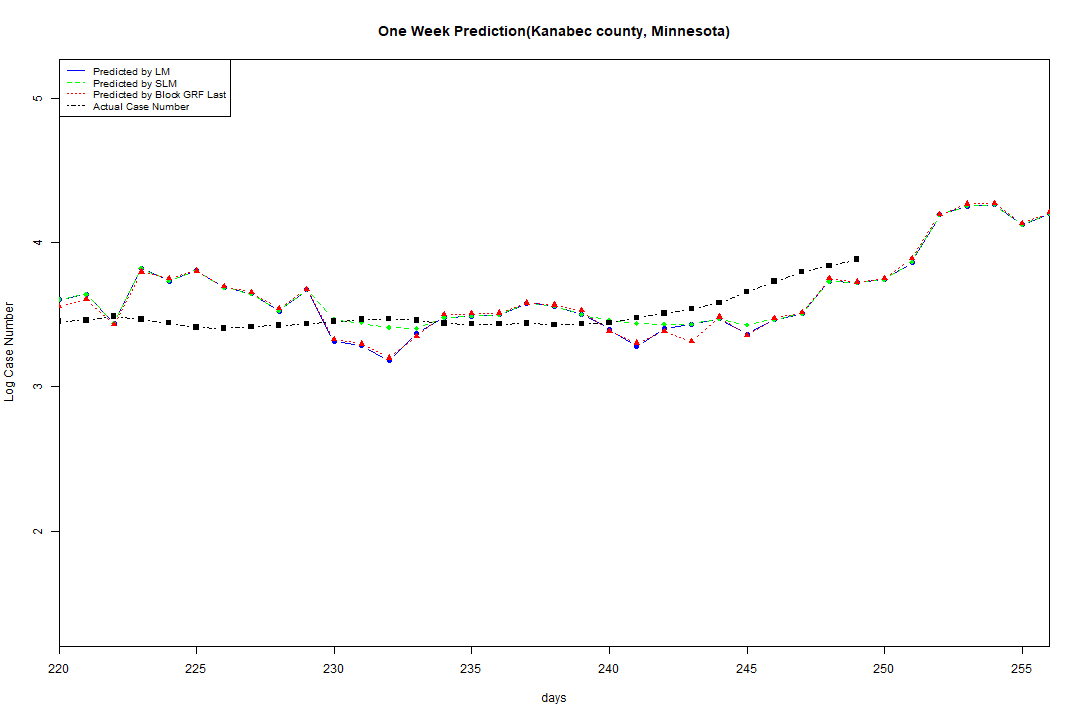 One Week Prediction(Kanabec county, Minnesota)
Predicted by LM
Predicted by SLM
Predicted by Block GRF Last
Actual Case Number
5
4
3
2
Log Case Number
220 225 230 235 240 245 250 255
days